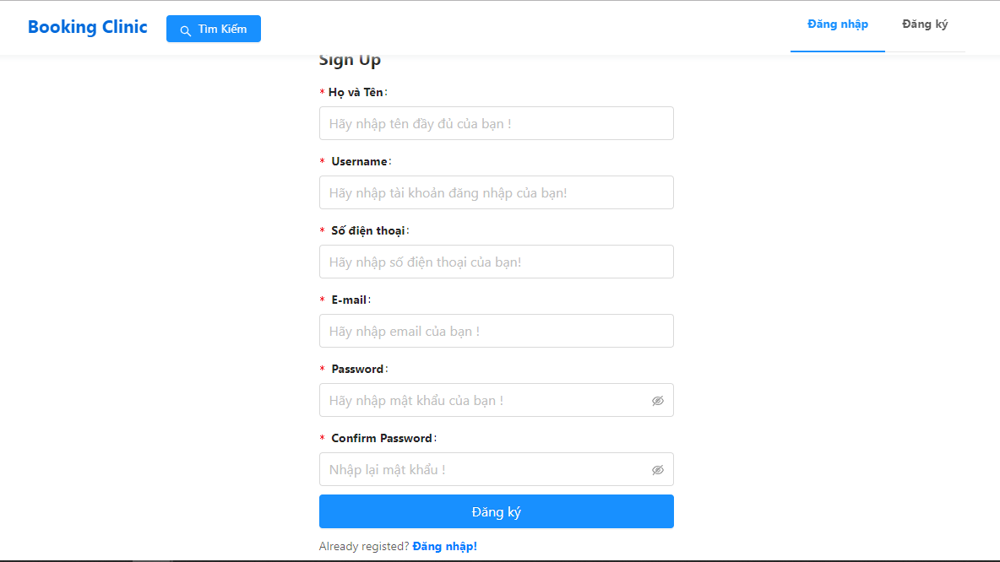 Booking Clinic
Tìm Kiếm
Đăng nhập
Đăng ký
Sign Up
* Họ và Tên:
Hãy nhập tên đầy đủ của bạn !
* Username:
Hãy nhập tài khoản đăng nhập của bạn!
* Số điện thoại:
Hãy nhập số điện thoại của bạn!
* E-mail:
Hãy nhập email của bạn !
* Password:
Hãy nhập mật khẩu của bạn !
* Confirm Password:
Nhập lại mật khẩu !
Đăng ký
Already registed? Đăng nhập!